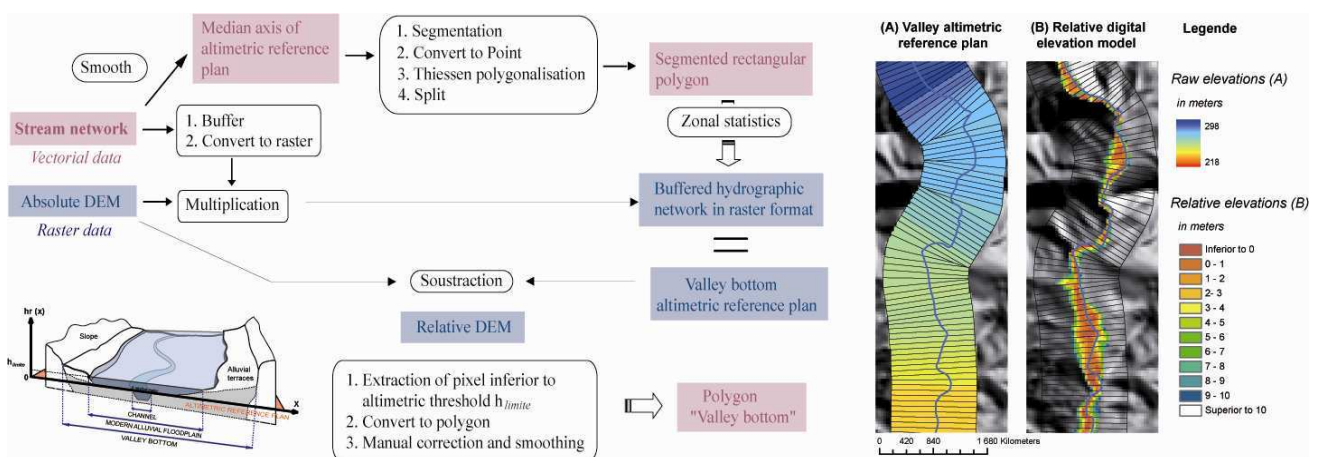 Smooth
Median axis of
altimetric reference
plan
1. Segmentation
2. Convert to Point
3. Thiessen polygonalisation
4. Split
Segmented rectangular
polygon
Stream network
Vectorial data
1. Buffer
2. Convert to raster
Zonal statistics
Absolute DEM
Raster data
Multiplication
Buffered hydrographic
network in raster format
Soustraction
Valley bottom
altimetric reference plan
Relative DEM
hr (x)
Slope
h limite
0
Alluvial
terraces
X
ALTIMETRIC REFERENCE PLAN
CHANNEL
MODERN ALLUVIAL FLOODPLAIN
VALLEY BOTTOM
1. Extraction of pixel inferior to
altimetric threshold h limite
2. Convert to polygon
3. Manual correction and smoothing
Polygon
"Valley bottom"
(A) Valley altimetric
reference plan
(B) Relative digital
elevation model
Legende
Raw elevations (A)
in meters
298
218
Relative elevations (B)
in meters
Inferior to 0
0 - 1
1 - 2
2- 3
3 - 4
4 - 5
5 - 6
6 - 7
7 - 8
8 - 9
9 - 10
Superior to 10
0 420 840 1 680 Kilometers